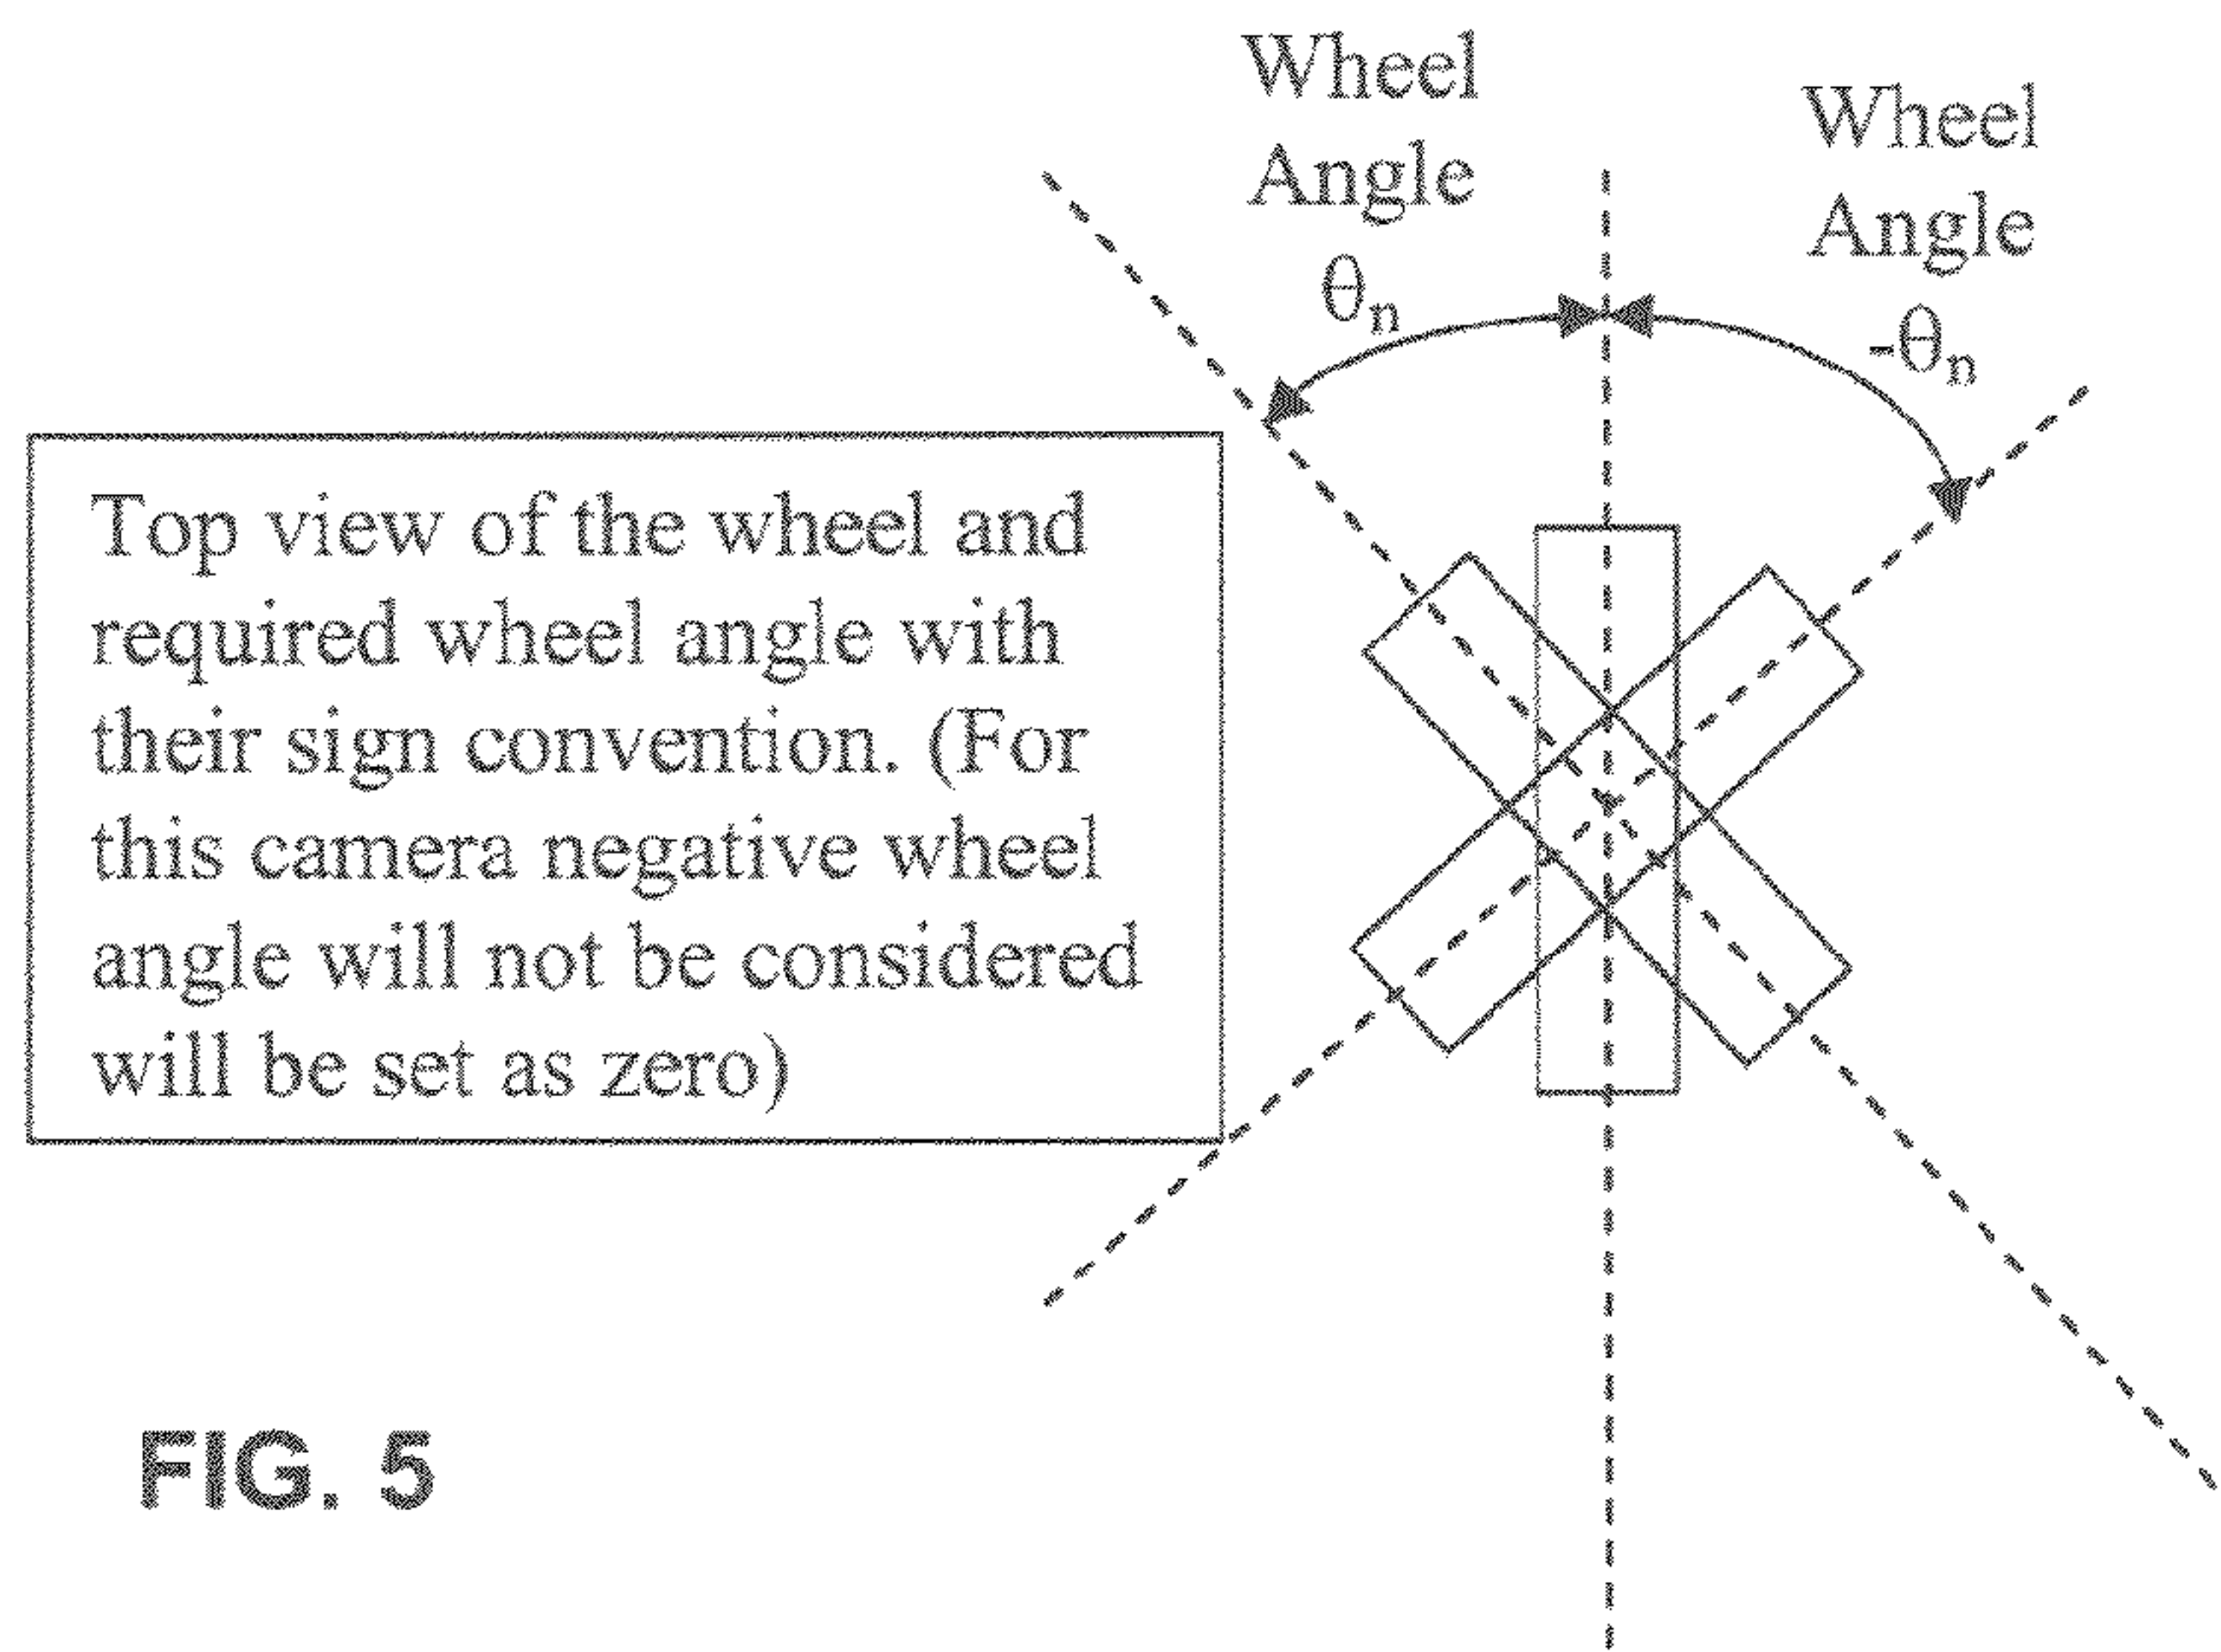 Wheel
Angle
θn
Wheel
Angle
-θn
Top view of the wheel and
required wheel angle with
their sign convention. (For
this camera negative wheel
angle will not be considered
will be set as zero)
FIG. 5